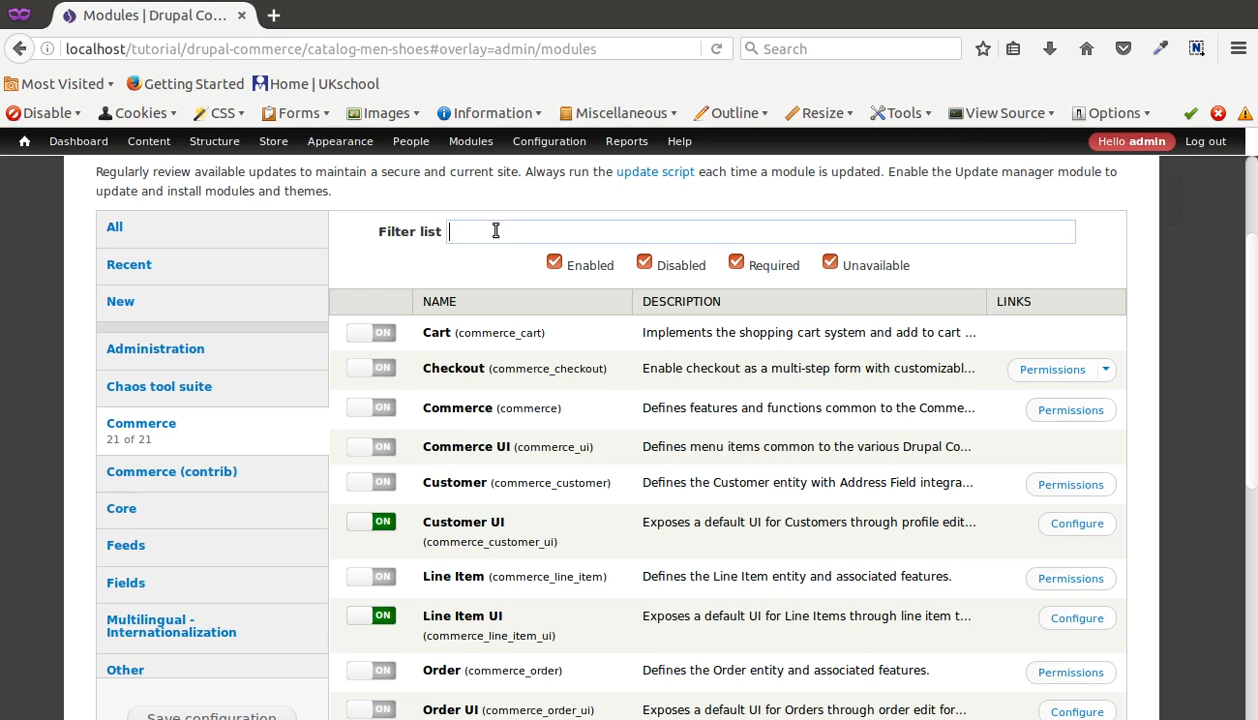 Modules | Drupal Co...
localhost/tutorial/drupal-commerce/catalog-men-shoes#overlay=admin/modules
Search
Most Visited
Getting Started
Home | UKschool
Disable
Cookies
CSS
Forms
Images
Information
Miscellaneous
Outline
Resize
Tools
View Source
Options
Dashboard
Content
Structure
Store
Appearance
People
Modules
Configuration
Reports
Help
Hello admin
Log out
Regularly review available updates to maintain a secure and current site. Always run the update script each time a module is updated. Enable the Update manager module to
update and install modules and themes.
All
Recent
New
Administration
Chaos tool suite
Commerce
21 of 21
Commerce (contrib)
Core
Feeds
Fields
Multilingual -
Internationalization
Other
Save configuration
Filter list
Enabled
Disabled
Required
Unavailable
NAME
DESCRIPTION
LINKS
ON
Cart (commerce_cart)
Implements the shopping cart system and add to cart ...
ON
Checkout (commerce_checkout)
Enable checkout as a multi-step form with customizabl...
Permissions
ON
Commerce (commerce)
Defines features and functions common to the Comme...
Permissions
ON
Commerce UI (commerce_ui)
Defines menu items common to the various Drupal Co...
ON
Customer (commerce_customer)
Defines the Customer entity with Address Field integra...
Permissions
ON
Customer UI
(commerce_customer_ui)
Exposes a default UI for Customers through profile edit...
Configure
ON
Line Item (commerce_line_item)
Defines the Line Item entity and associated features.
Permissions
ON
Line Item UI
(commerce_line_item_ui)
Exposes a default UI for Line Items through line item t...
Configure
ON
Order (commerce_order)
Defines the Order entity and associated features.
Permissions
ON
Order UI (commerce_order_ui)
Exposes a default UI for Orders through order edit for...
Configure